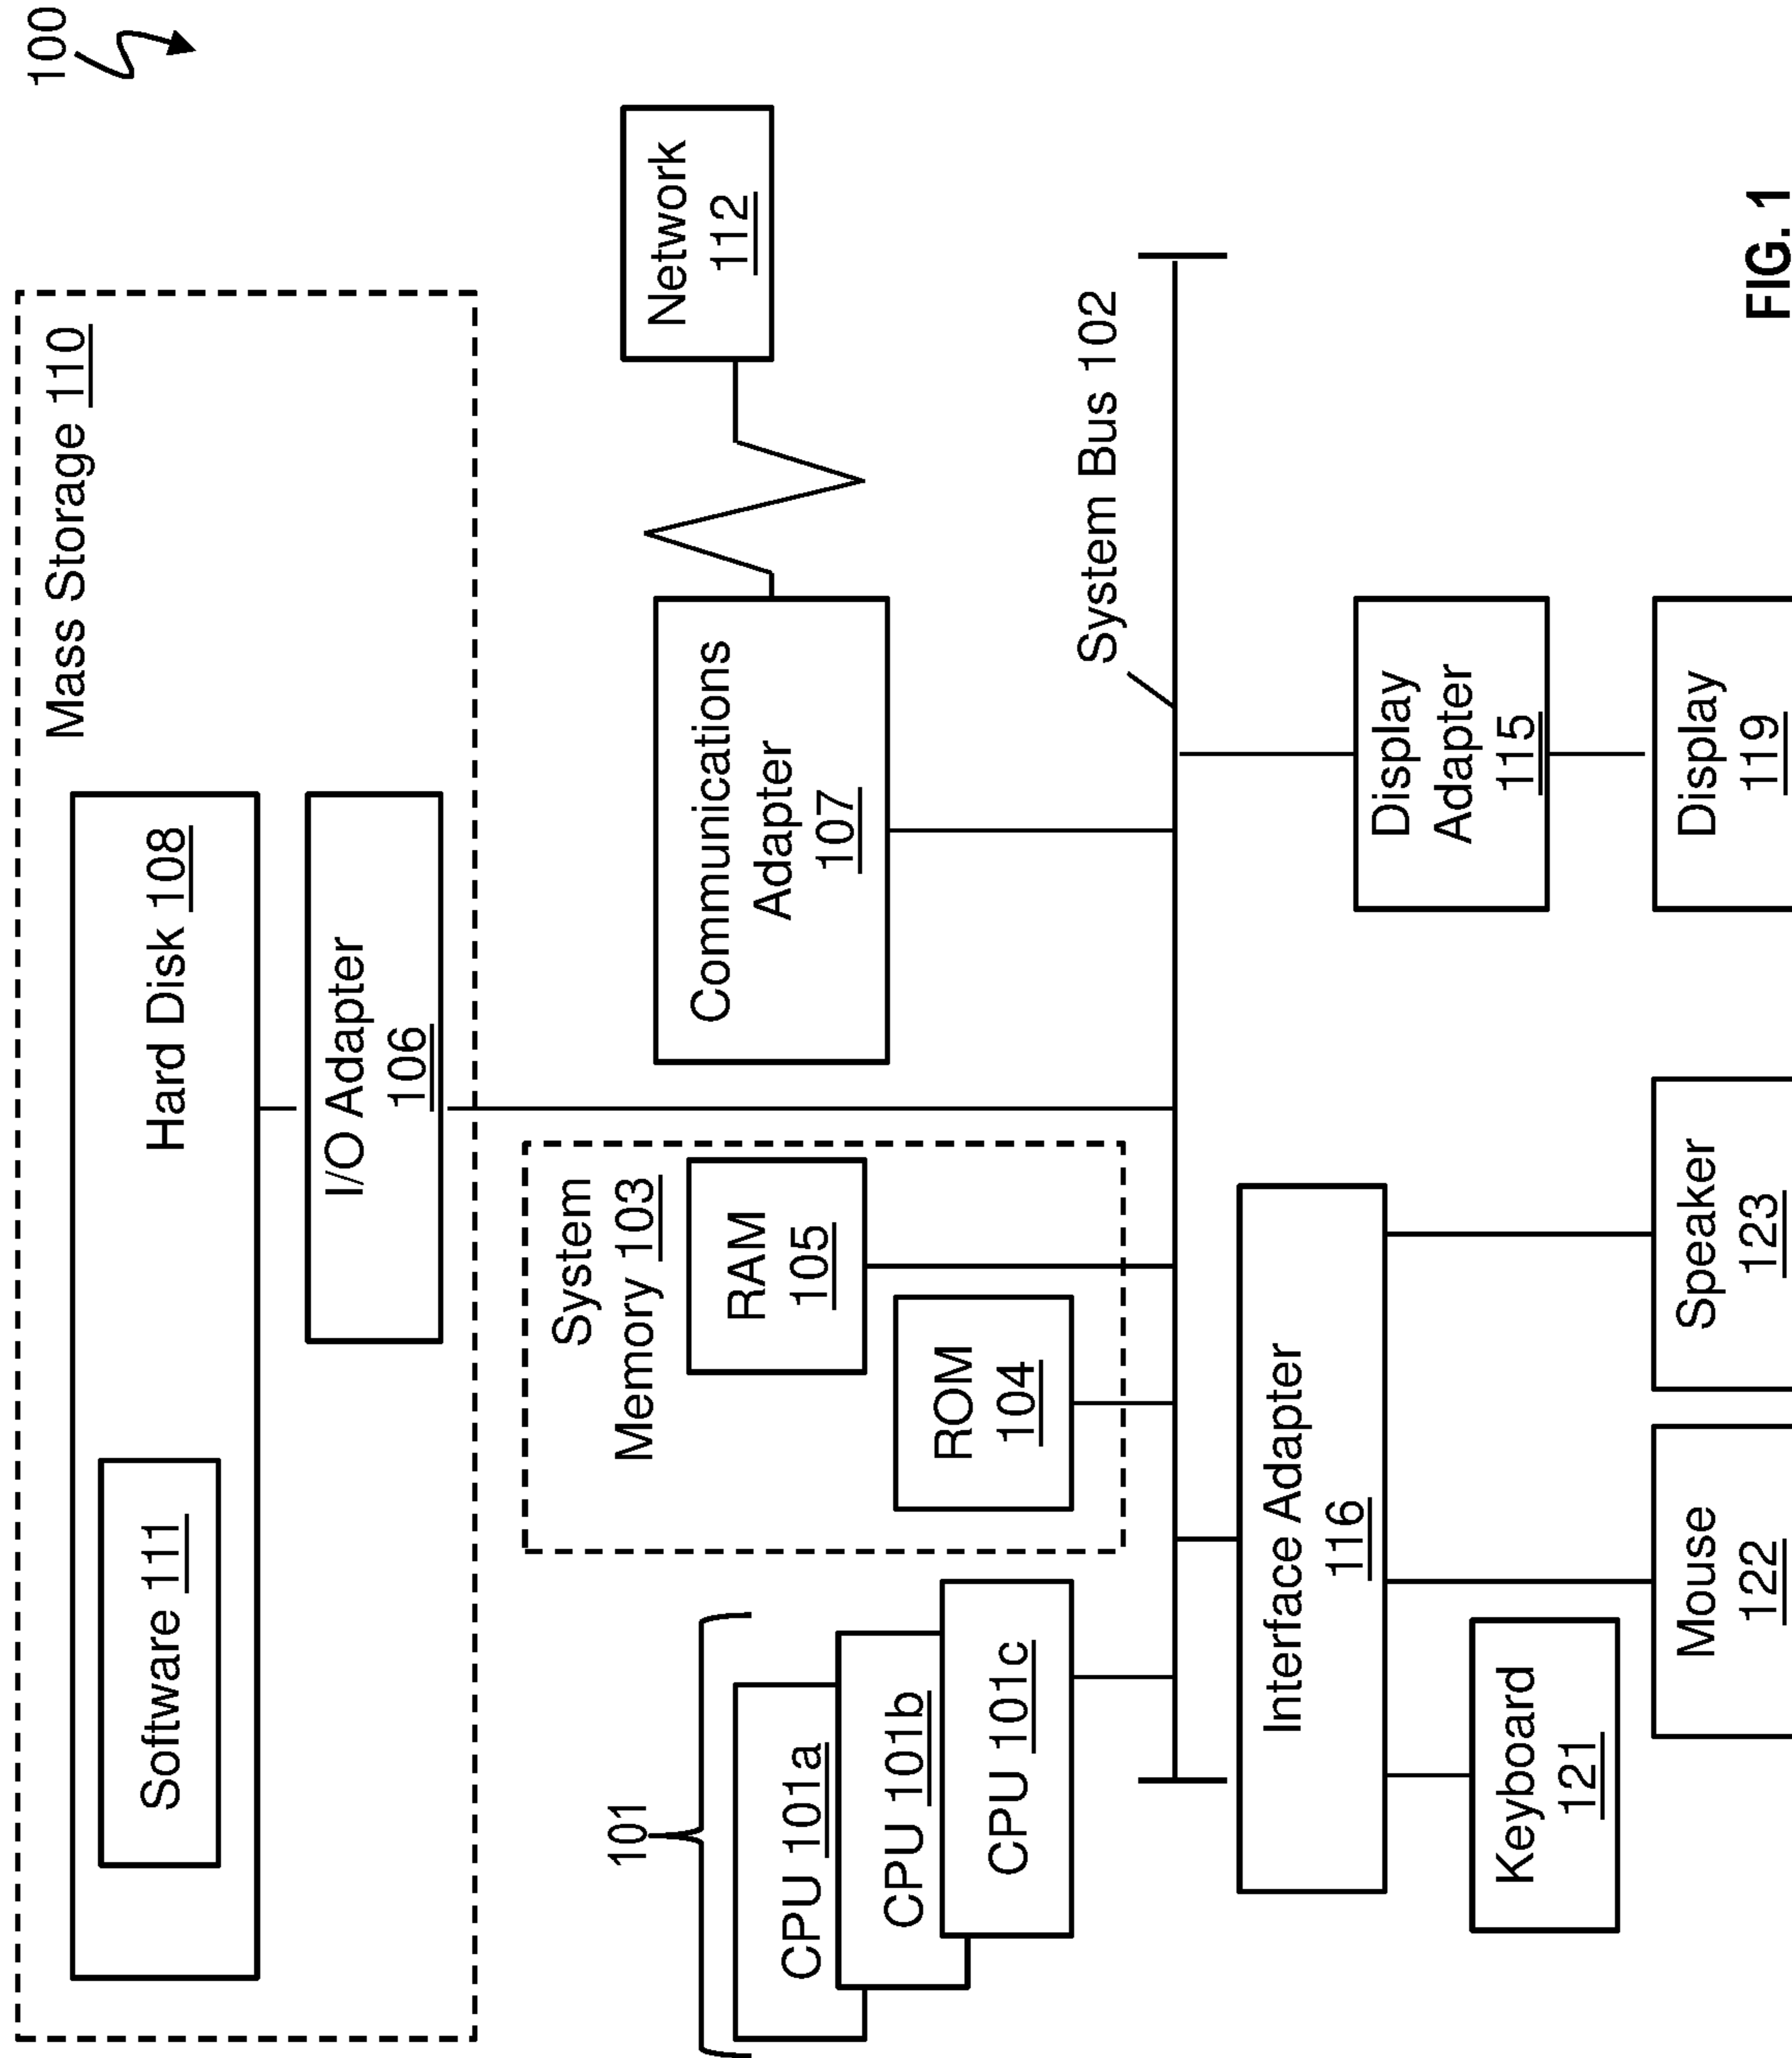 100
Mass Storage 110
Hard Disk 108
Software 111
I/O Adapter
106
101
CPU 101a
CPU 101b
CPU 101c
System
Memory 103
RAM
105
ROM
104
Communications
Adapter
107
Network
112
System Bus 102
Interface Adapter
116
Keyboard
121
Mouse
122
Speaker
123
Display
Adapter
115
Display
119
FIG. 1